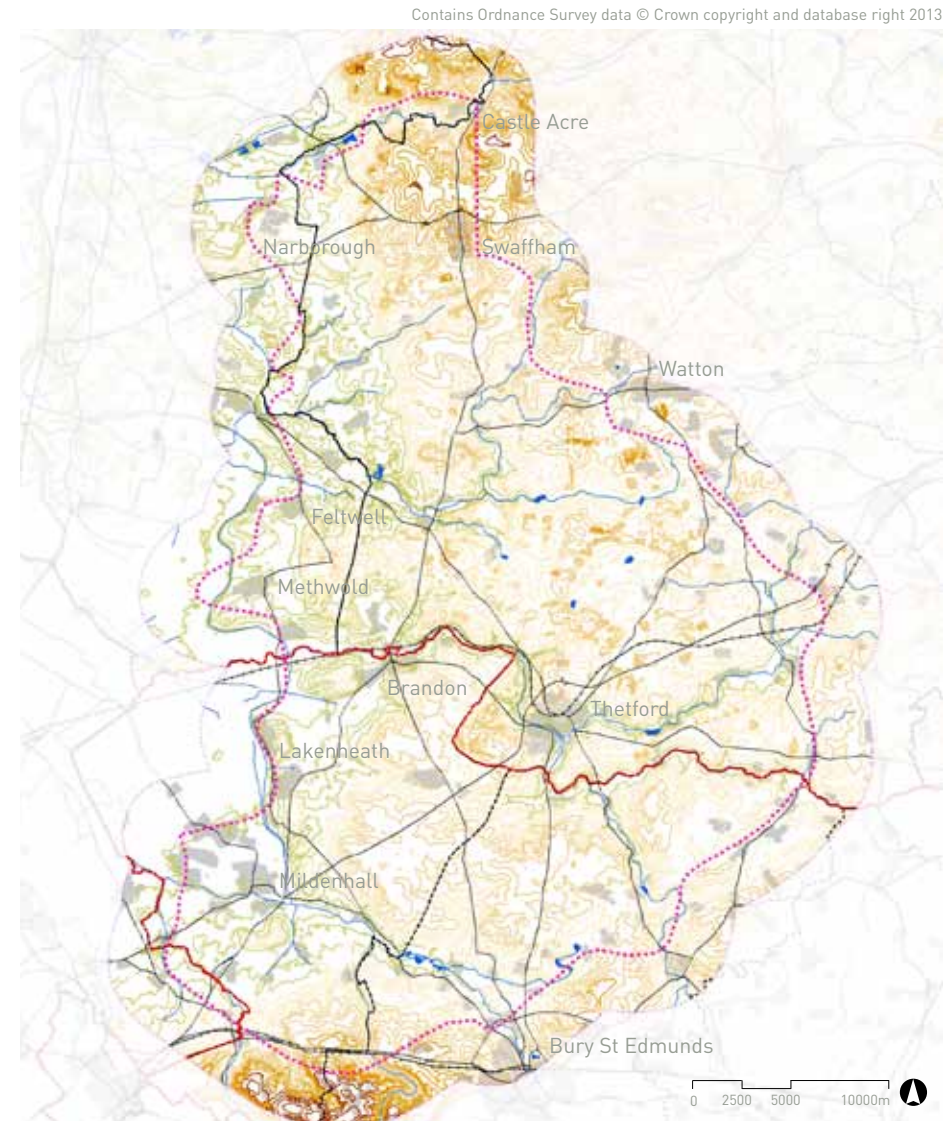 Contains Ordnance Survey data © Crown copyright and database right 2013
Castle Acre
Narborough
Swaffham
Watton
Feltwell
Methwold
Brandon
Thetford
Lakenheath
Mildenhall
Bury St Edmunds
0 2500 5000 10000m